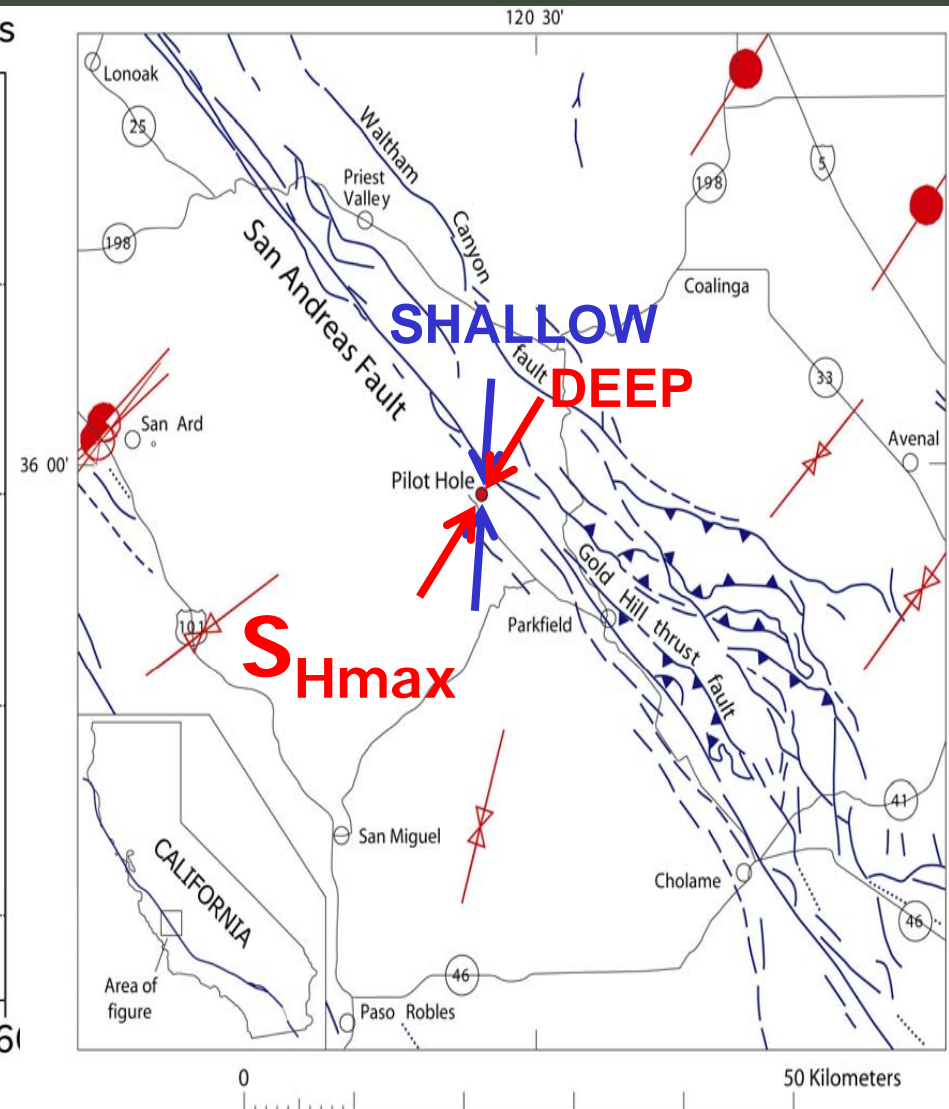 s
120 30'
Lonoak
25
Waltham
Canyon
fault
Priest
Valley
198
198
5
San Andreas Fault
Coalinga
SHALLOW
DEEP
33
San Ard
Avenal
36 00'
Pilot Hole
Gold Hill thrust fault
101
Parkfield
SHmax
41
San Miguel
CALIFORNIA
Cholame
46
46
Area of
figure
Paso Robles
6
0
50 Kilometers